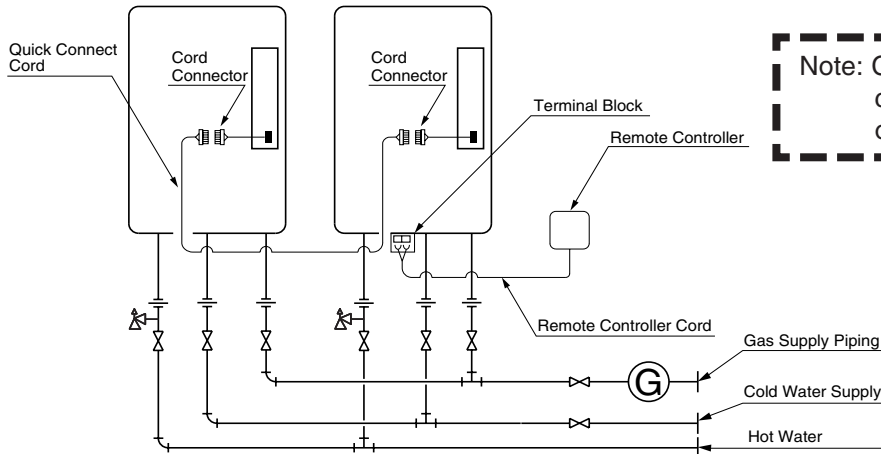 Quick Connect
Cord
Cord
Connector
Cord
Connector
Terminal Block
Remote Controller
Note:
Remote Controller Cord
Gas Supply Piping
G
Cold Water Supply
Hot Water